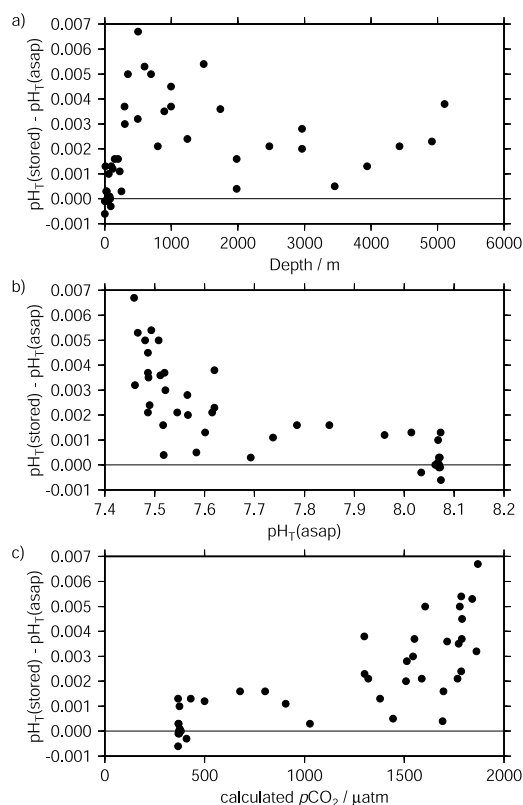 a)
0.007
0.006
0.005
0.004
0.003
0.002
0.001
0.000
-0.001
pHT(stored) - pHT(asap)
0 1000 2000 3000 4000 5000 6000
Depth / m
b)
0.007
0.006
0.005
0.004
0.003
0.002
0.001
0.000
-0.001
pHT(stored) - pHT(asap)
7.4 7.5 7.6 7.7 7.8 7.9 8.0 8.1 8.2
pHT(asap)
c)
0.007
0.006
0.005
0.004
0.003
0.002
0.001
0.000
-0.001
pHT(stored) - pHT(asap)
0 500 1000 1500 2000
calculated pCO2 / µatm